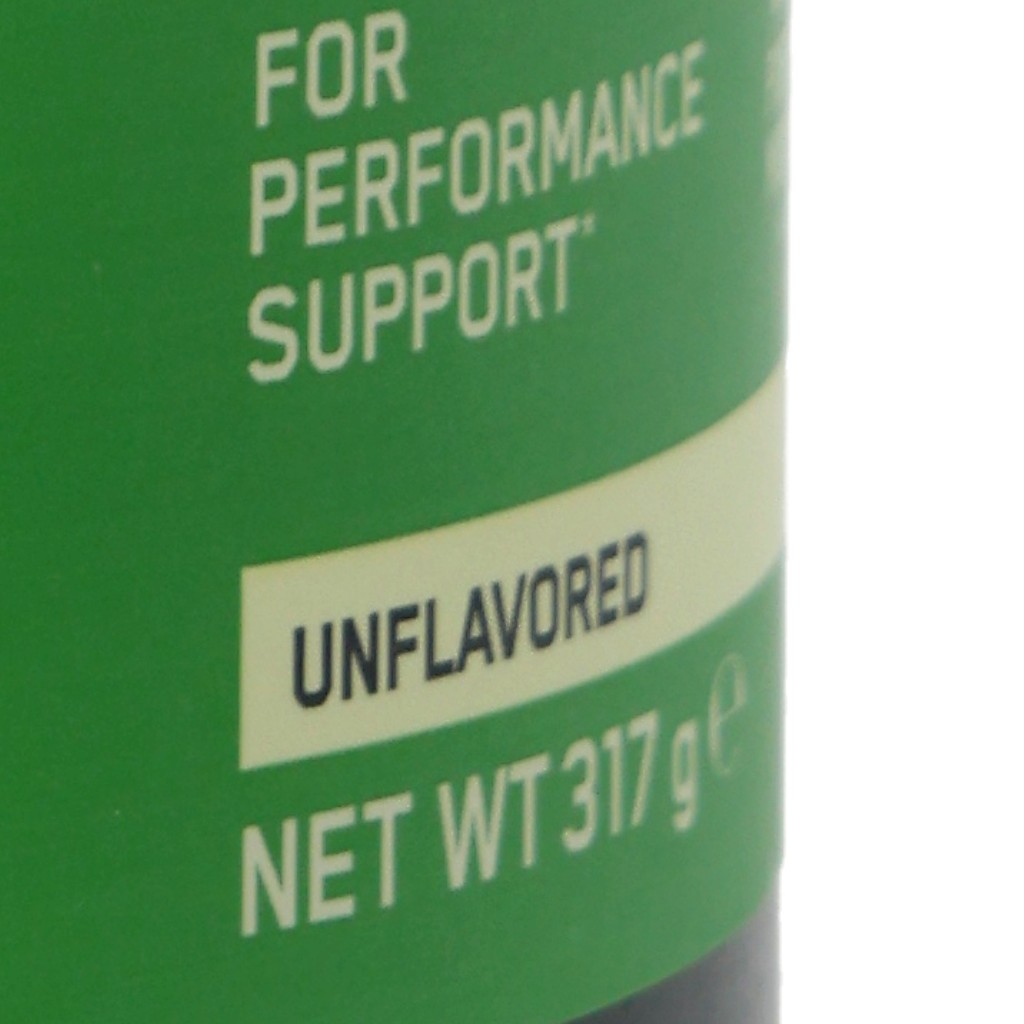 FOR
PERFORMANCE
SUPPORT*
UNFLAVORED
NET WT 317 g ℮